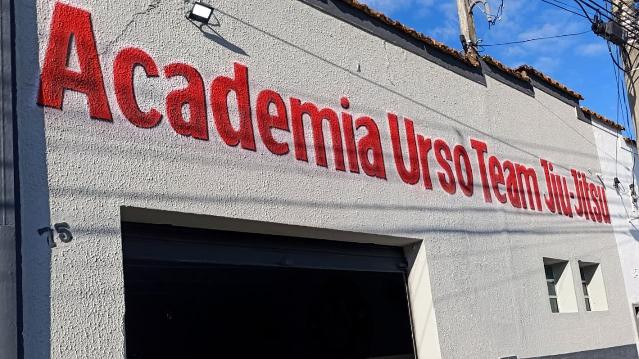 Academia Urso Team Jiu-Jitsu
75